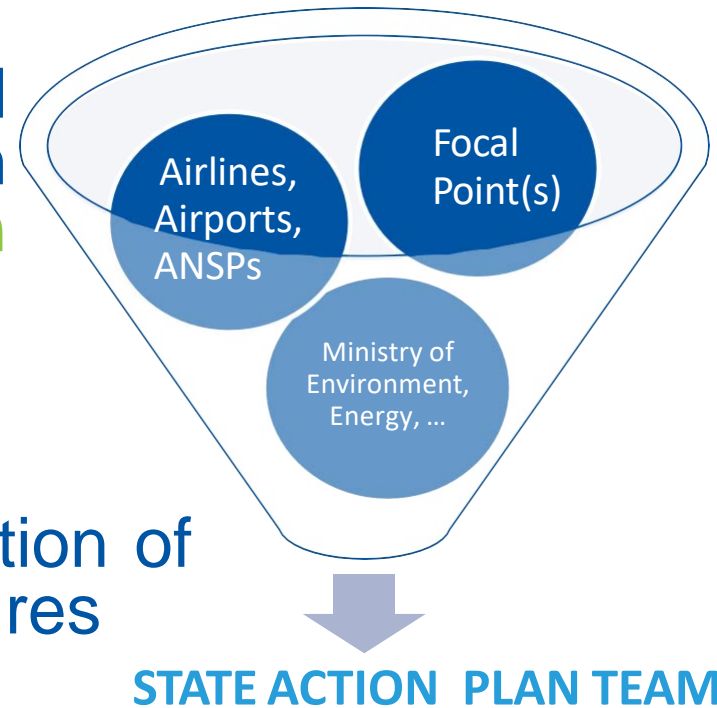 Focal
Point(s)
Airlines,
Airports,
ANSPs
Ministry of
Environment,
Energy, ...
tion of
res
STATE ACTION PLAN TEAM